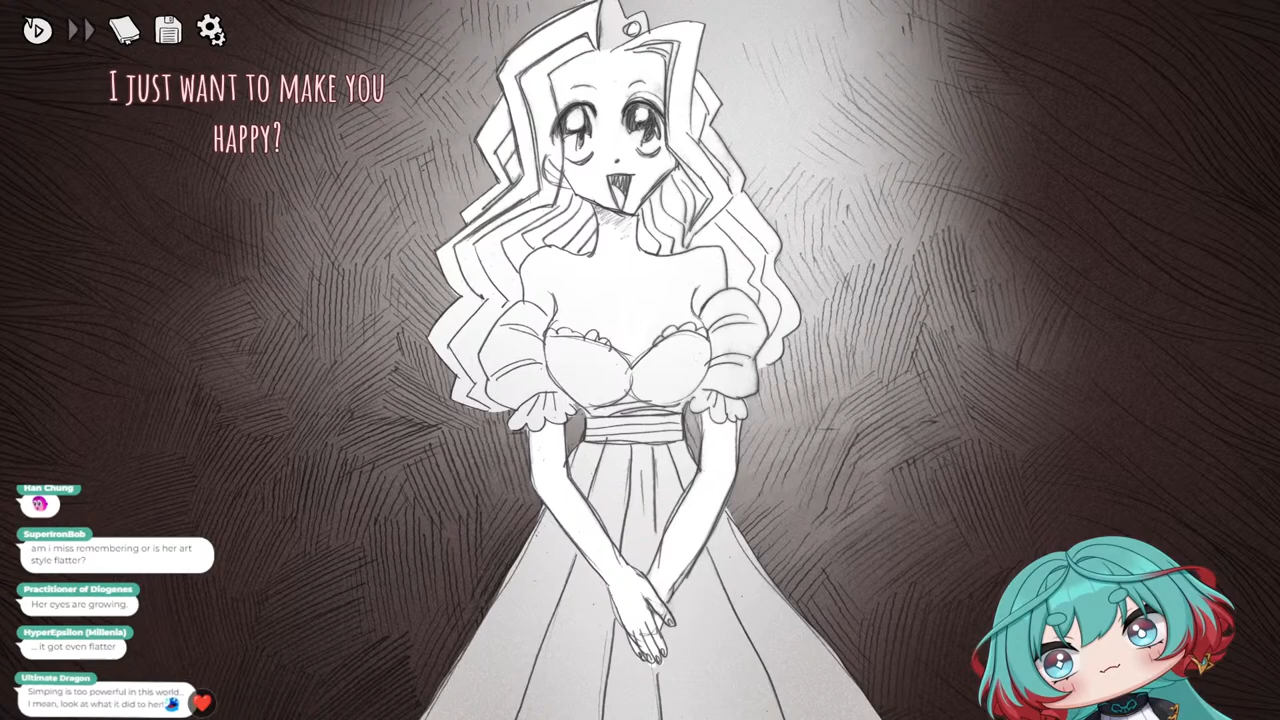 I JUST WANT TO MAKE YOU
HAPPY?
Han Chung
SuperIronBob
am i miss remembering or is her art
style flatter?
Practitioner of Diogenes
Her eyes are growing.
HyperEpsilon (Millenia)
... it got even flatter
Ultimate Dragon
Simping is too powerful in this world...
I mean, look at what it did to her!